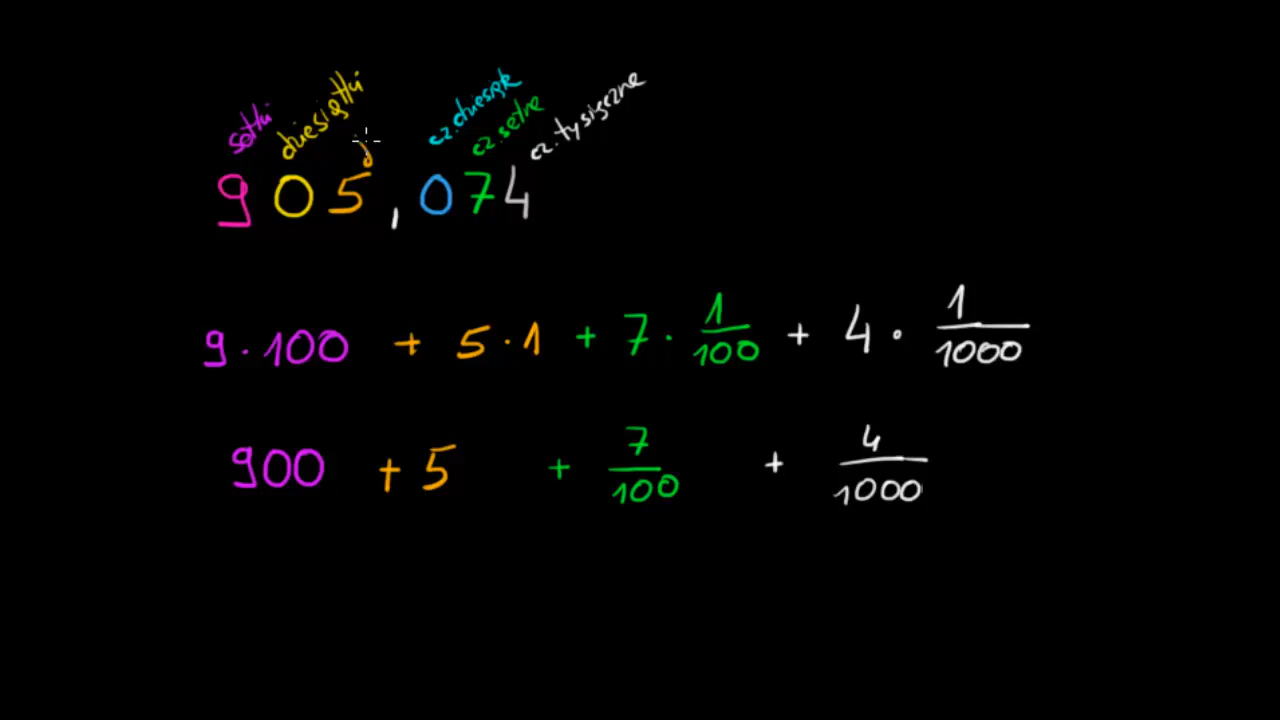 setki dziesiątki j cz. dziesięt cz. setne cz. tysięczne
905,074
9·100 + 5·1 + 7·1/100 + 4·1/1000
900 + 5 + 7/100 + 4/1000